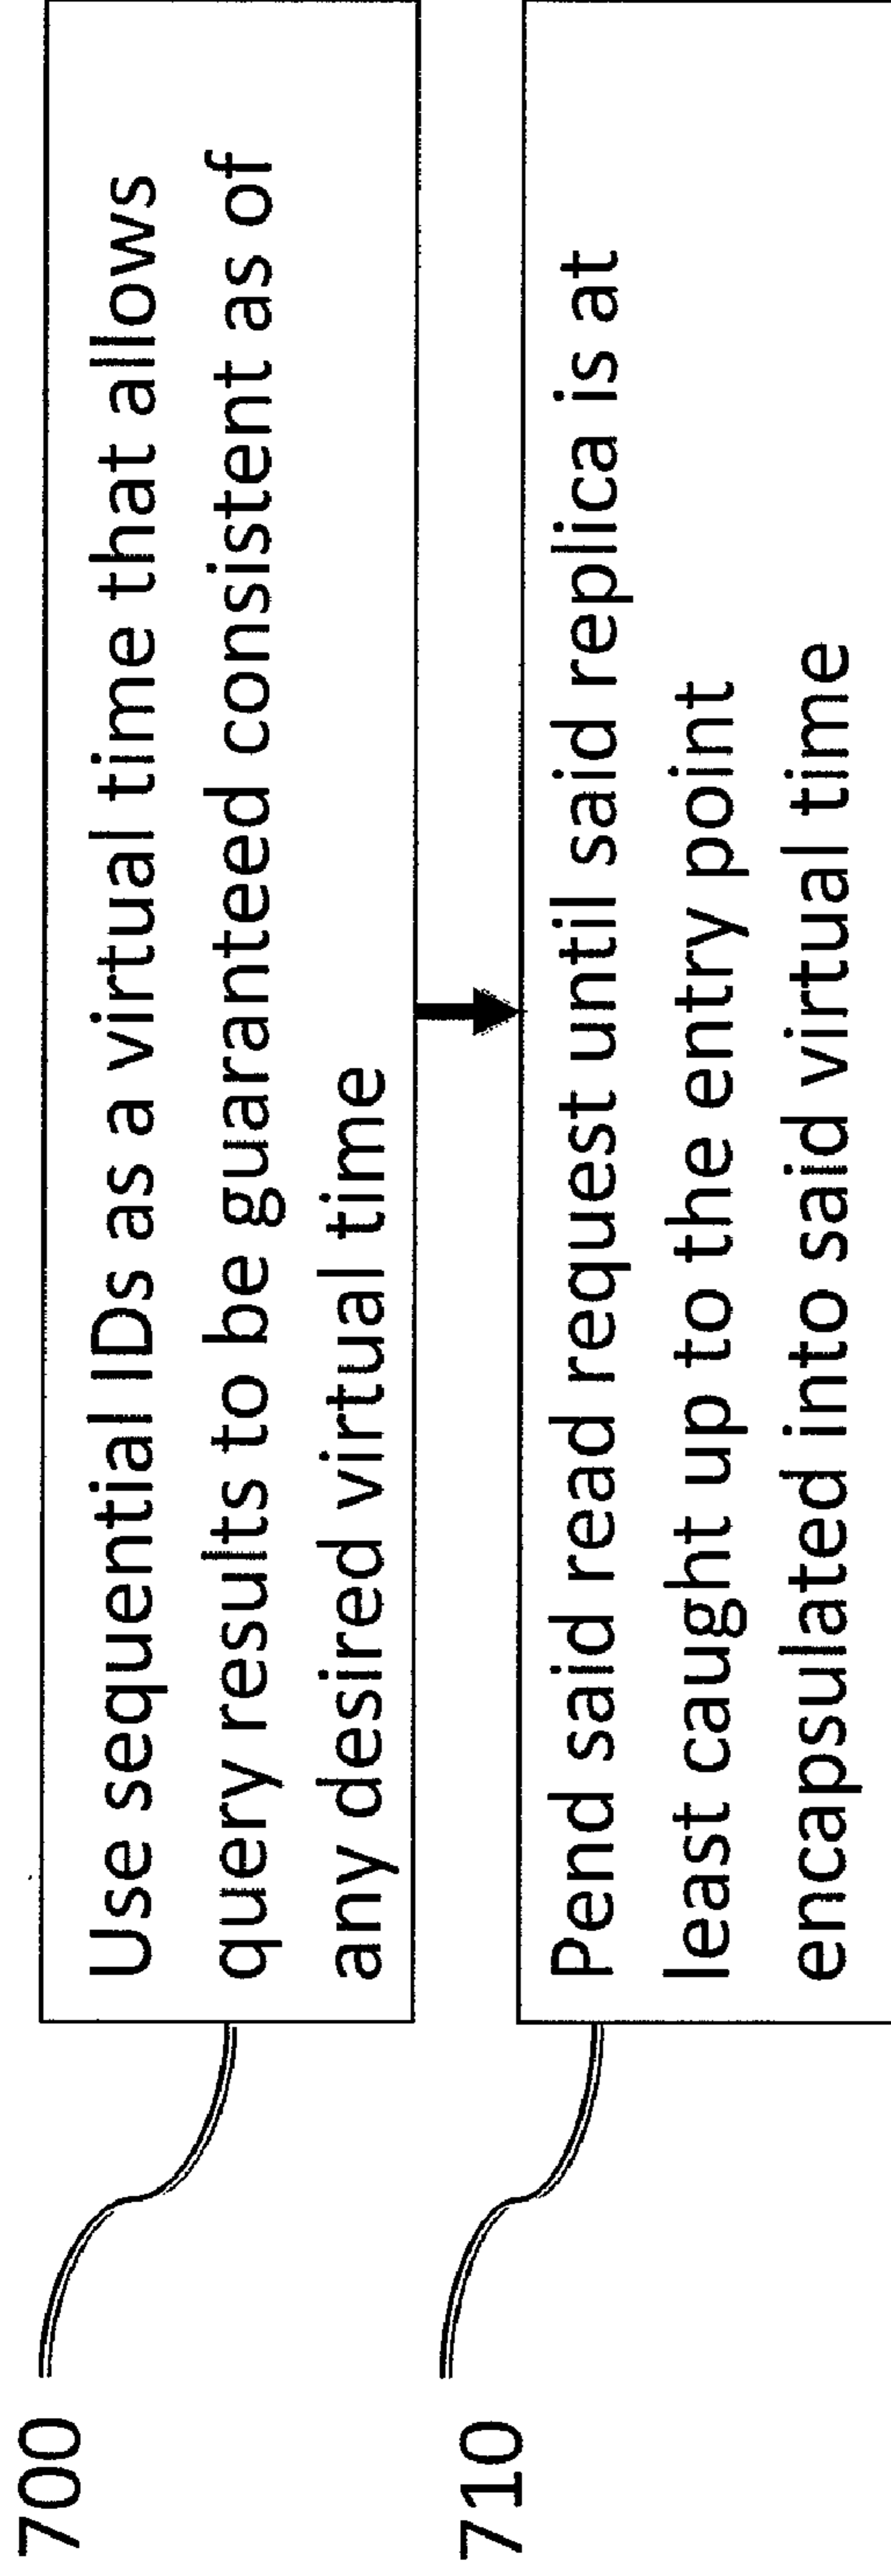 700
Use sequential IDs as a virtual time that allows
query results to be guaranteed consistent as of
any desired virtual time
710
Pend said read request until said replica is at
least caught up to the entry point
encapsulated into said virtual time